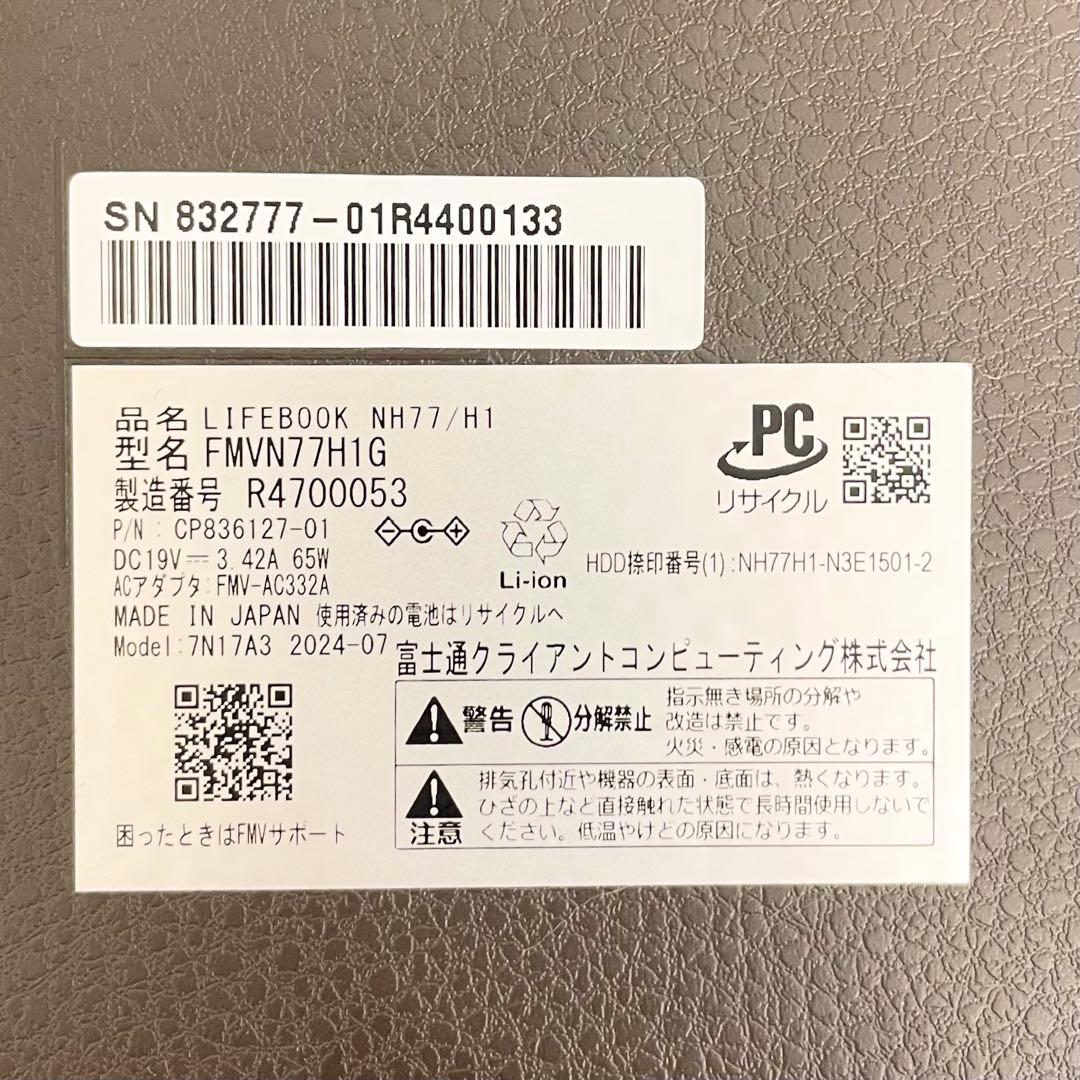 SN 832777-01R4400133
品名 LIFEBOOK NH77/H1
型名 FMVN77H1G
製造番号 R4700053
P/N : CP836127-01
DC19V 3.42A 65W
ACアダプタ:FMV-AC332A
MADE IN JAPAN 使用済みの電池はリサイクルへ
Model:7N17A3 2024-07
Li-ion
PC
リサイクル
HDD捺印番号(1):NH77H1-N3E1501-2
富士通クライアントコンピューティング株式会社
警告 分解禁止
指示無き場所の分解や
改造は禁止です。
火災・感電の原因となります。
注意
排気孔付近や機器の表面・底面は、熱くなります。
ひざの上など直接触れた状態で長時間使用しないで
ください。低温やけどの原因になります。
困ったときはFMVサポート